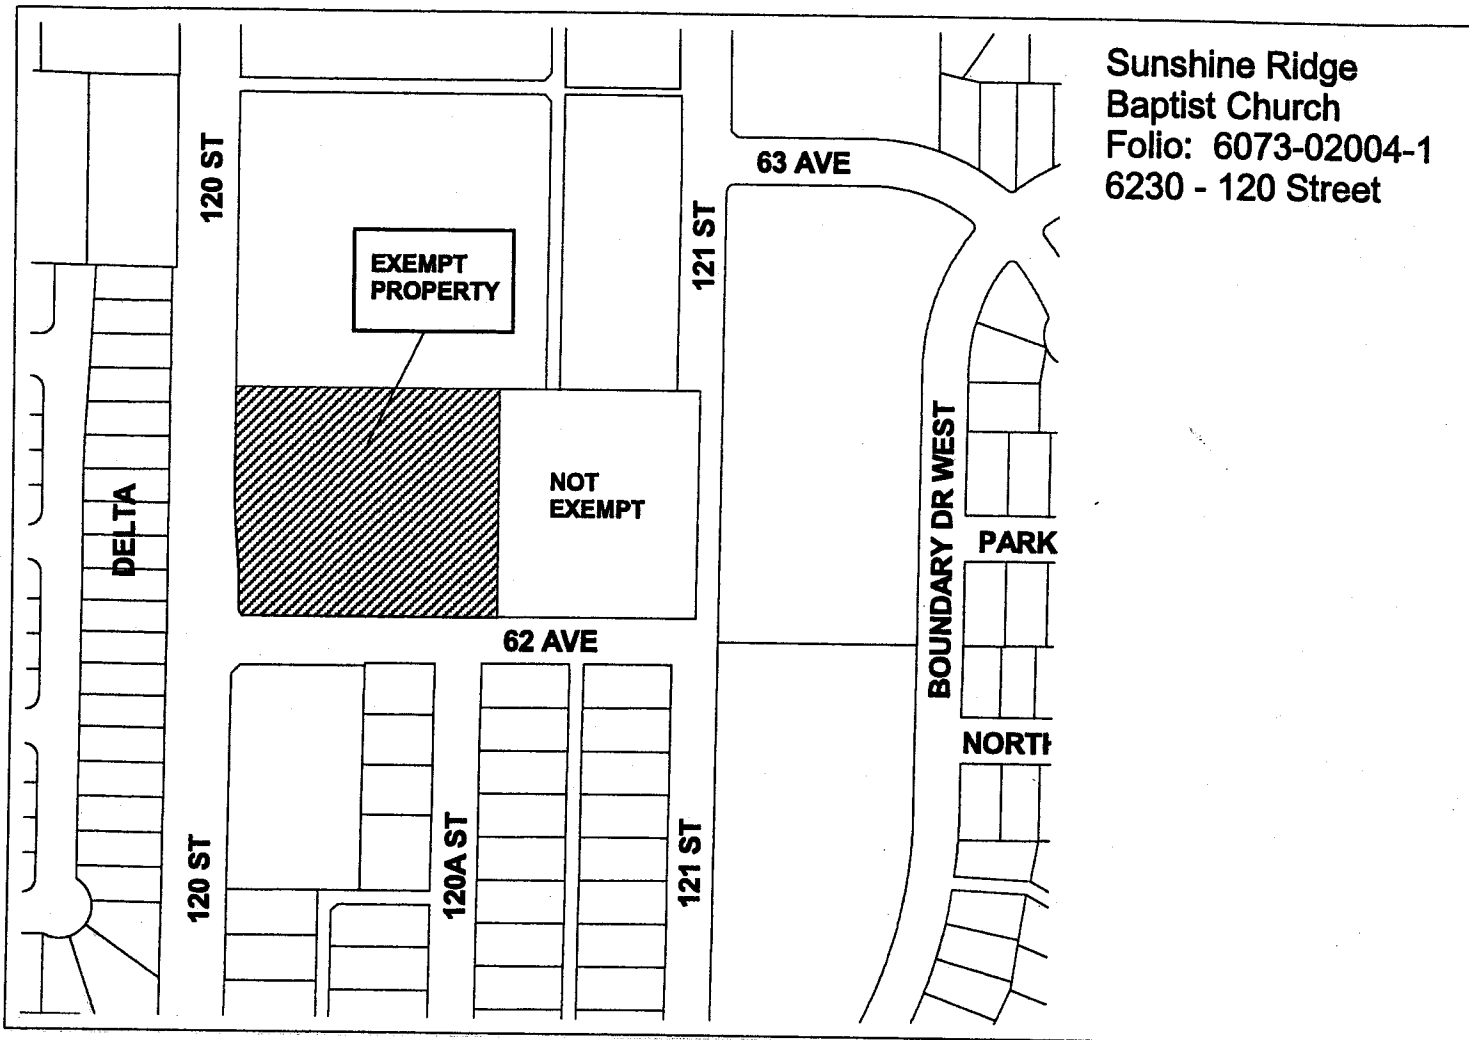 Sunshine Ridge
Baptist Church
Folio: 6073-02004-1
6230 - 120 Street
120 ST
63 AVE
121 ST
EXEMPT
PROPERTY
NOT
EXEMPT
DELTA
BOUNDARY DR WEST
PARK
62 AVE
NORTH
120 ST
120A ST
121 ST